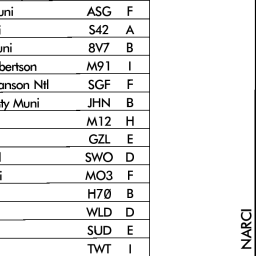 uni ASG F
S42 A
uni 8V7 B
bertson M91 I
anson Ntl SGF F
ty Muni JHN B
M12 H
GZL E
SWO D
MO3 F
H70 B
WLD D
SUD E
TWT I
NARCI